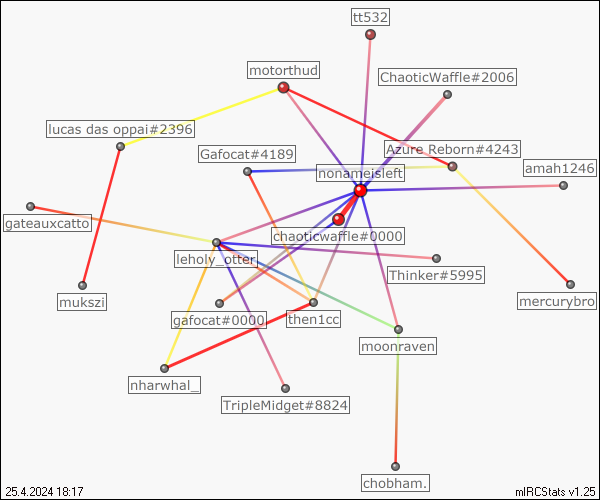 tt532
motorthud
ChaoticWaffle#2006
lucas das oppai#2396
Gafocat#4189
Azure Reborn#4243
nonameisleft
amah1246
gateauxcatto
chaoticwaffle#0000
leholy_otter
Thinker#5995
mukszi
mercurybro
gafocat#0000
then1cc
moonraven
nharwhal_
TripleMidget#8824
chobham.
25.4.2024 18:17
mIRCStats v1.25